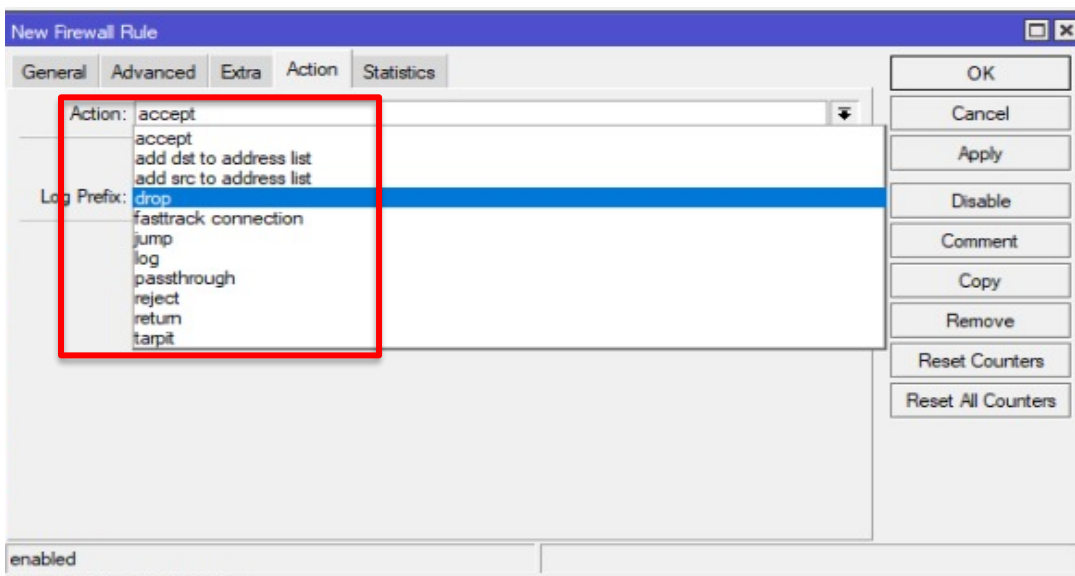 New Firewall Rule
General Advanced Extra Action Statistics
Action: accept
accept
add dst to address list
add src to address list
Log Prefix: drop
fasttrack connection
jump
log
passthrough
reject
return
tarpit
OK
Cancel
Apply
Disable
Comment
Copy
Remove
Reset Counters
Reset All Counters
enabled